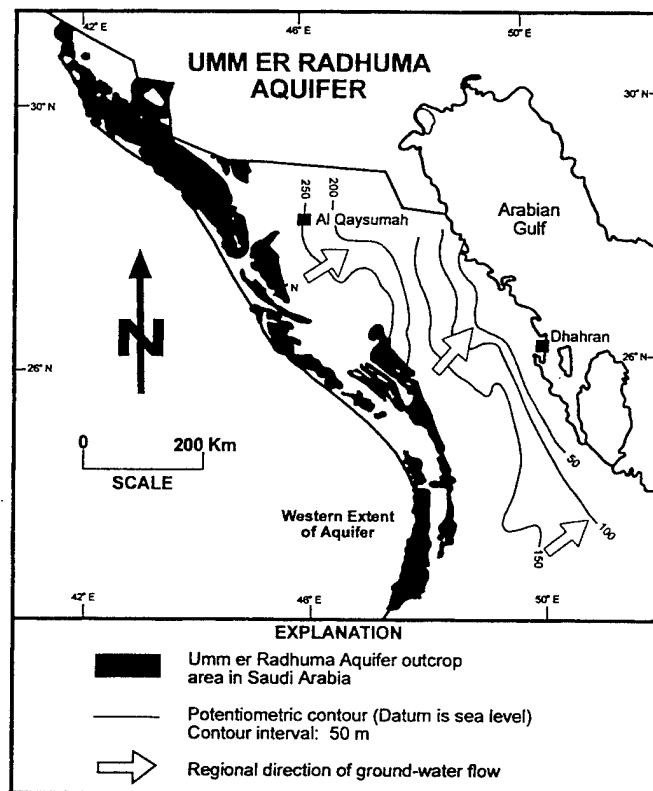 42° E
46° E
50° E
UMM ER RADHUMA
AQUIFER
30° N
30° N
250
200
Al Qaysumah
Arabian
Gulf
N
N
Dhahran
26° N
26° N
0
200 Km
SCALE
50
Western Extent
of Aquifer
100
150
42° E
46° E
50° E
EXPLANATION
Umm er Radhuma Aquifer outcrop
area in Saudi Arabia
Potentiometric contour (Datum is sea level)
Contour interval: 50 m
Regional direction of ground-water flow